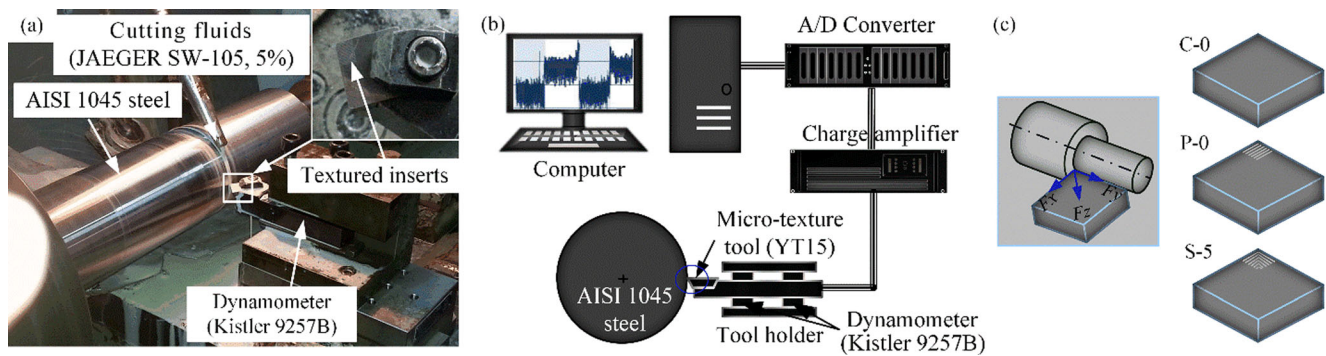 (a)
Cutting fluids
(JAEGER SW-105, 5%)
AISI 1045 steel
Textured inserts
Dynamometer
(Kistler 9257B)
(b)
A/D Converter
Charge amplifier
Computer
Micro-texture
tool (YT15)
AISI 1045
steel
Tool holder
Dynamometer
(Kistler 9257B)
(c)
Fx
Fz
Fy
C-0
P-0
S-5